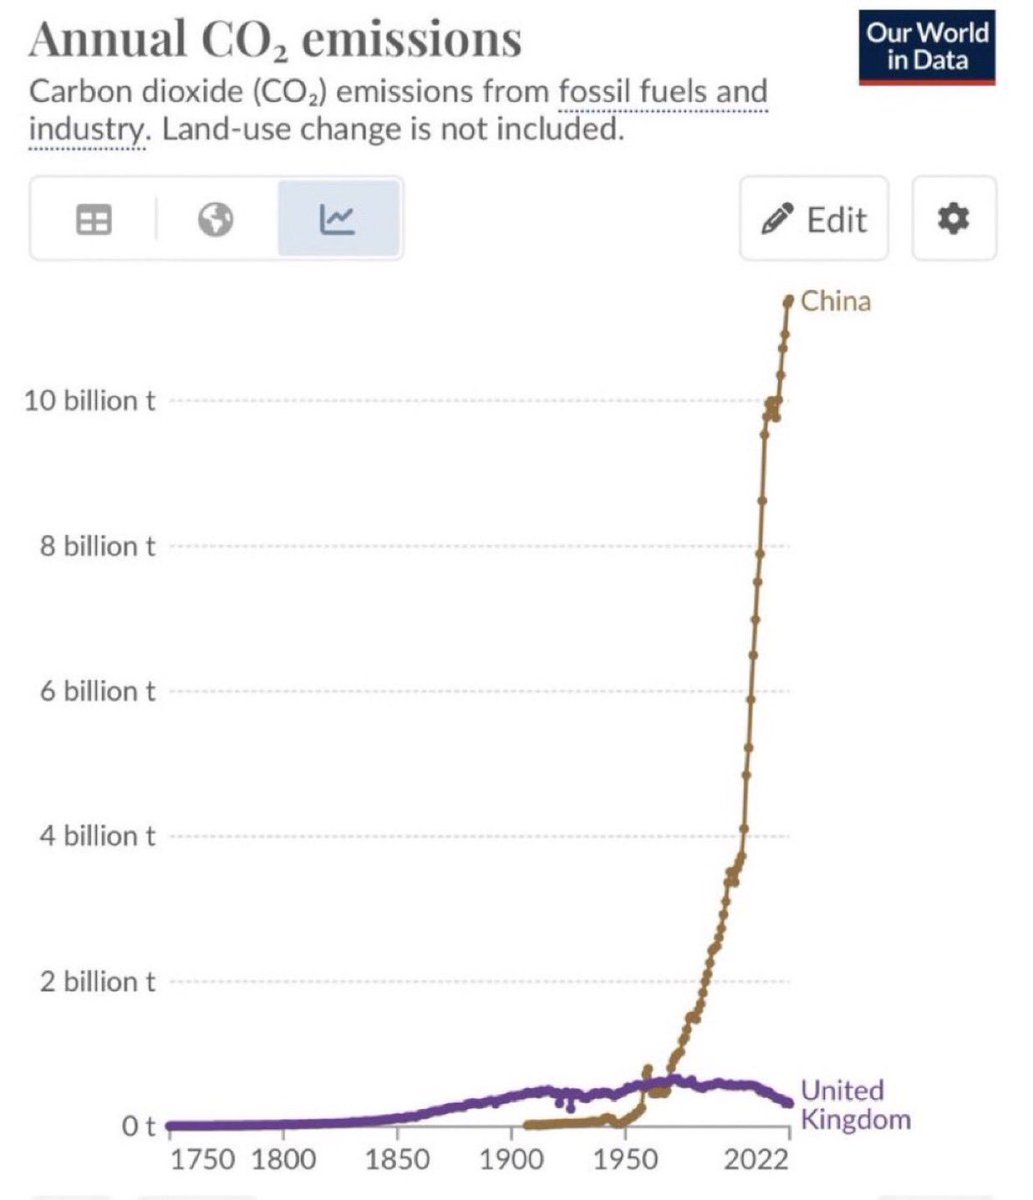 Annual CO₂ emissions
Our World
in Data
Carbon dioxide (CO₂) emissions from fossil fuels and
industry. Land-use change is not included.
Edit
China
10 billion t
8 billion t
6 billion t
4 billion t
2 billion t
United
Kingdom
0 t
1750 1800 1850 1900 1950 2022